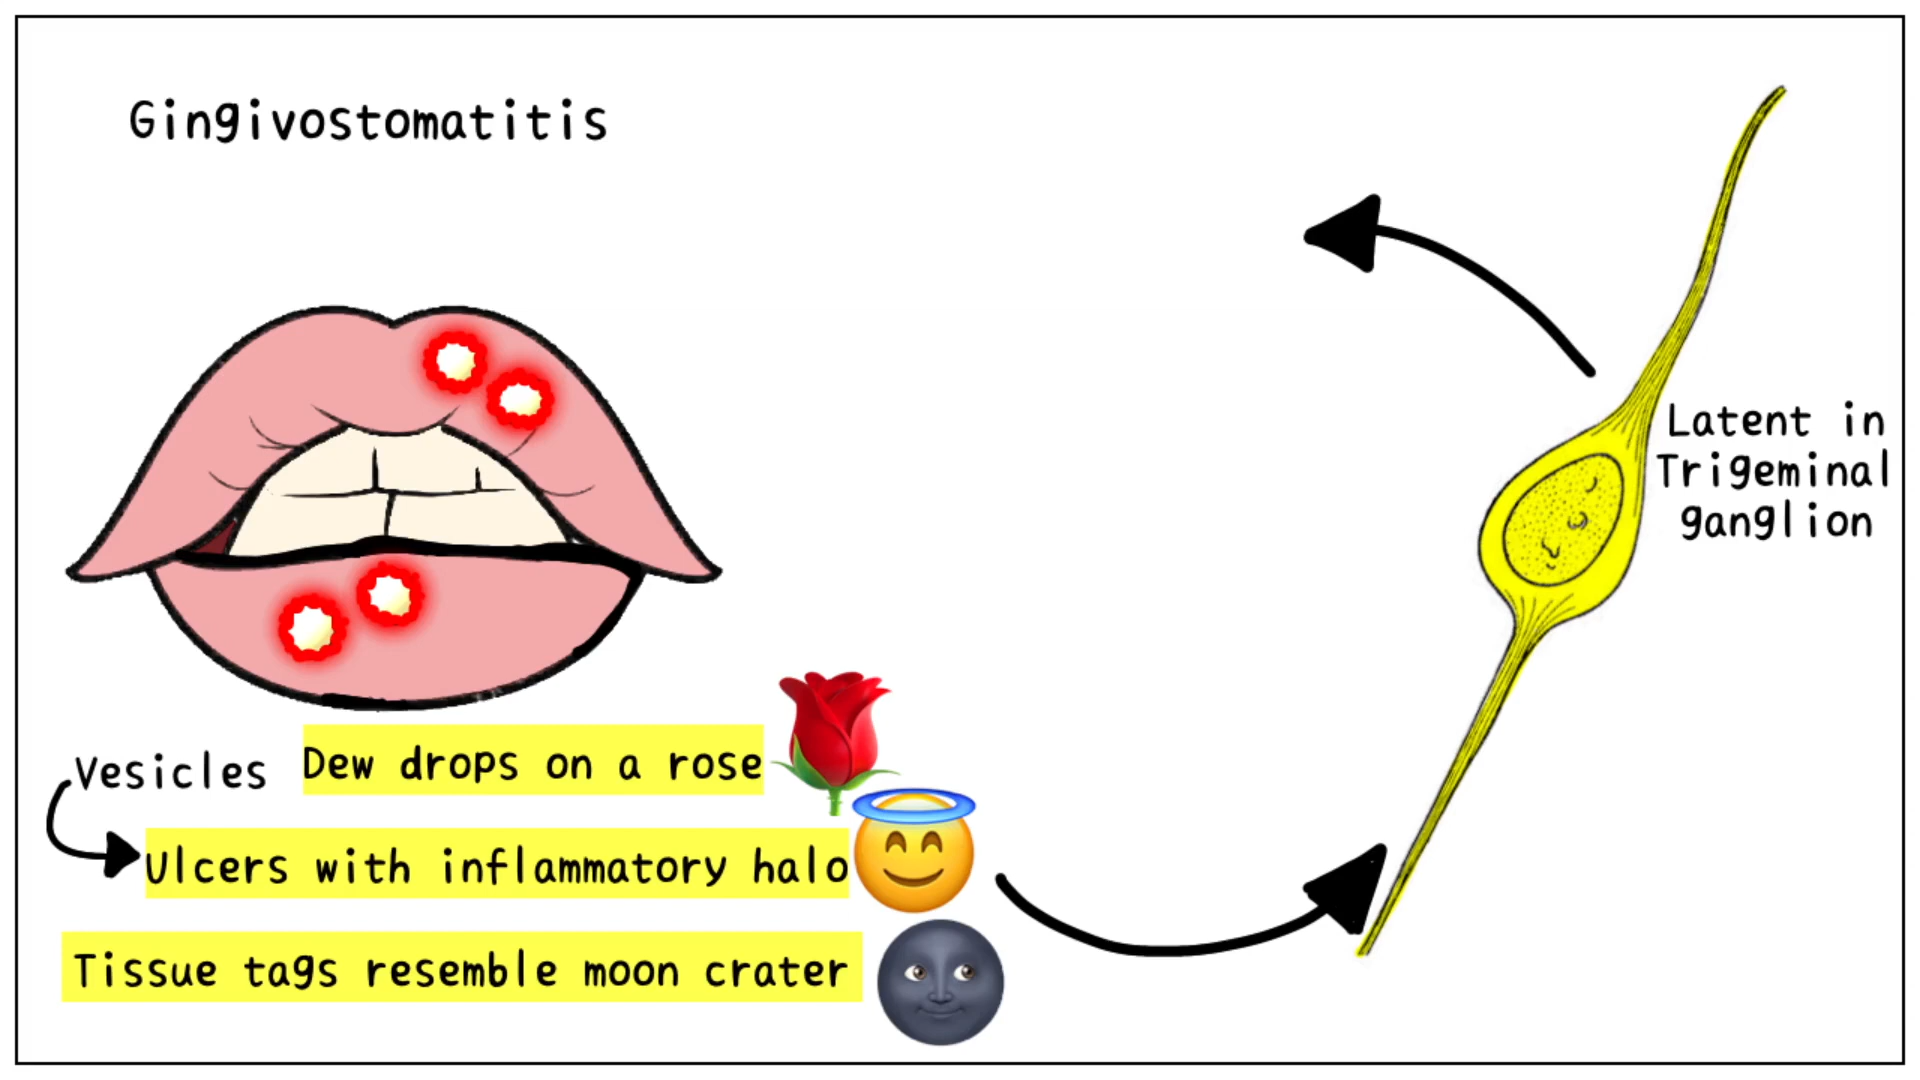 Gingivostomatitis
Latent in
Trigeminal
ganglion
Vesicles Dew drops on a rose
Ulcers with inflammatory halo
Tissue tags resemble moon crater